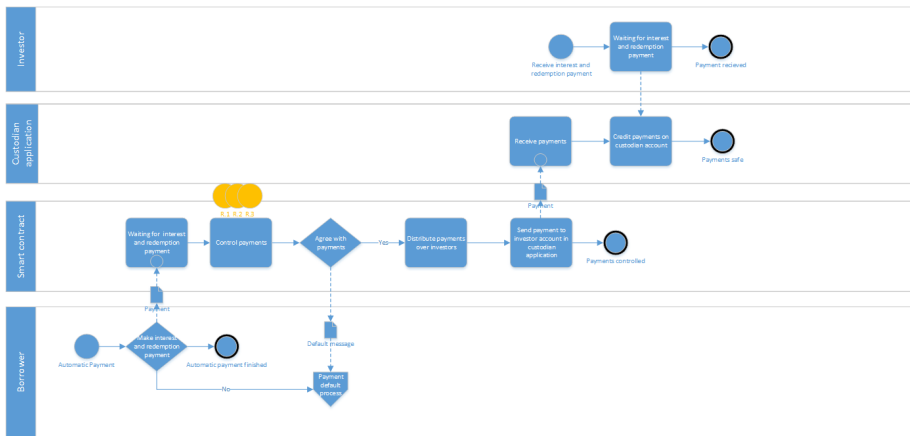 Investor
Waiting for interest
and redemption
payment
Receive interest and
redemption payment
Payment recieved
Custodian
application
Receive payments
Credit payments on
custodian account
Payments safe
Payment
R 1 R 2 R 3
Smart contract
Waiting for interest
and redemption
payment
Control payments
Agree with
payments
Yes
Distribute payments
over investors
Send payment to
investor account in
custodian
application
Payments controlled
Payment
Borrower
Automatic Payment
Make interest
and redemption
payment
Automatic payment finished
Default message
No
Payment
default
process